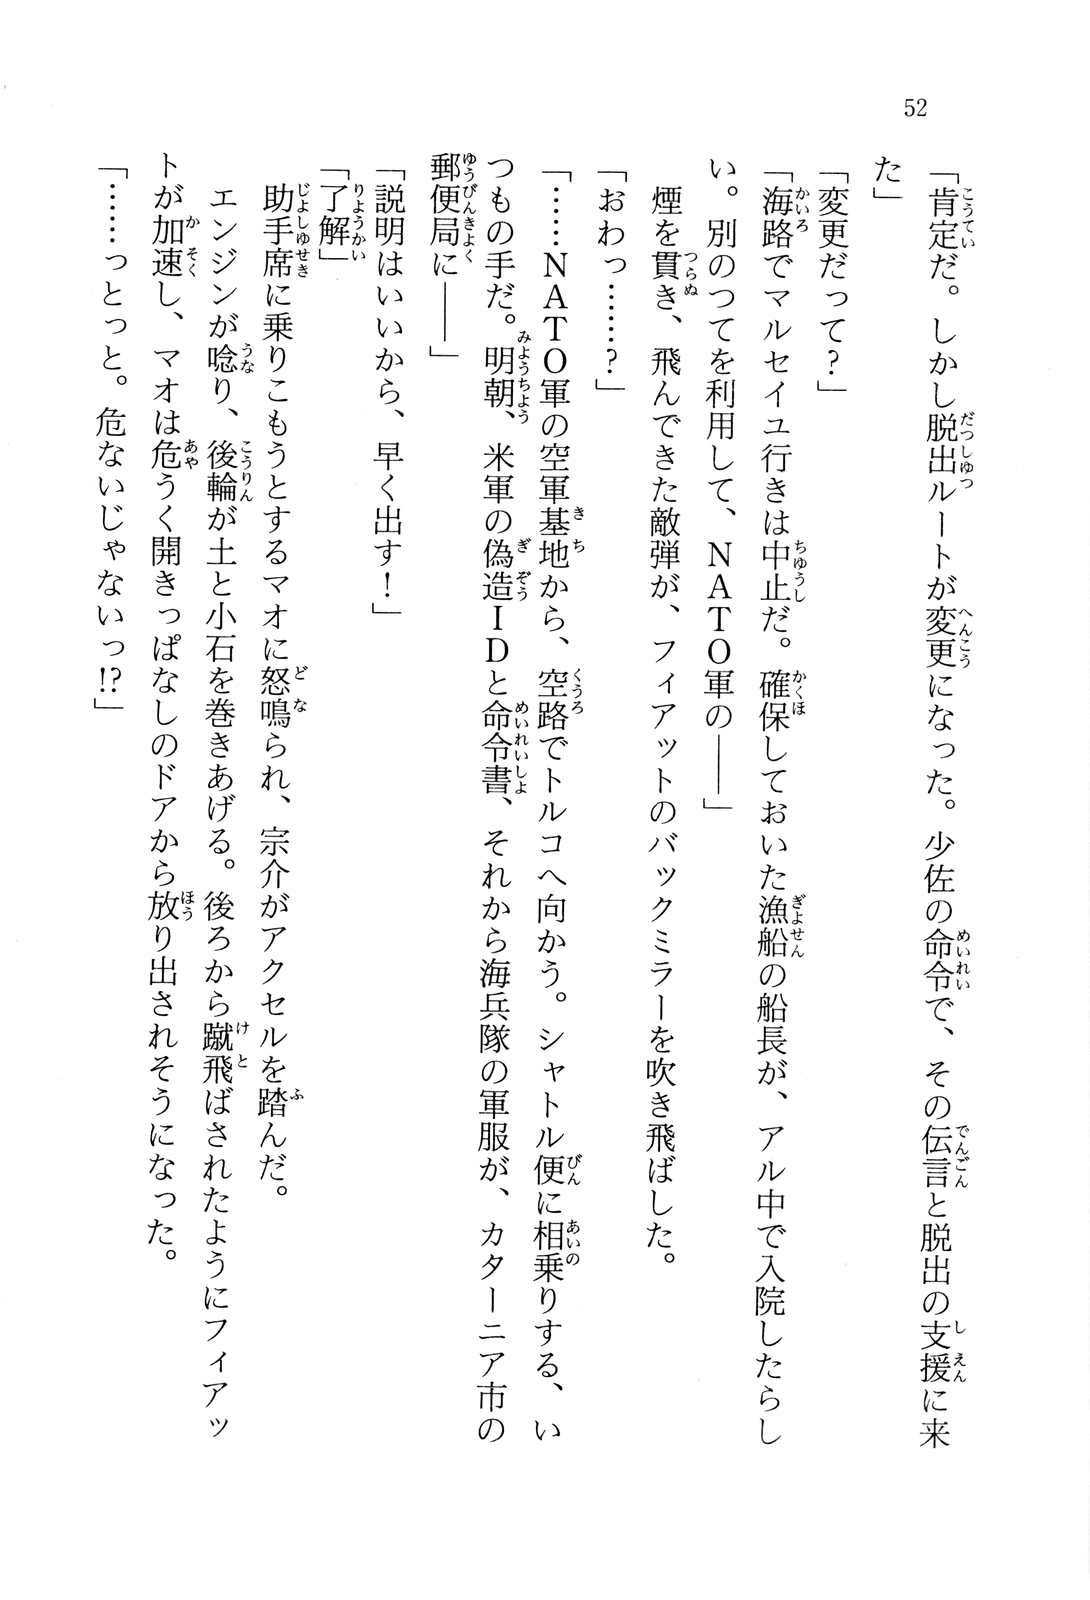 52
「肯定だ。しかし脱出ルートが変更になった。少佐の命令で、その伝言と脱出の支援に来
た」
「変更だって?」
「海路でマルセイユ行きは中止だ。確保しておいた漁船の船長が、アル中で入院したらし
い。別のつてを利用して、NATO軍の――」
煙を貫き、飛んできた敵弾が、フィアットのバックミラーを吹き飛ばした。
「おわっ……?」
「……NATO軍の空軍基地から、空路でトルコへ向かう。シャトル便に相乗りする、い
つもの手だ。明朝、米軍の偽造IDと命令書、それから海兵隊の軍服が、カターニア市の
郵便局に――」
「説明はいいから、早く出す!」
「了解」
助手席に乗りこもうとするマオに怒鳴られ、宗介がアクセルを踏んだ。
エンジンが唸り、後輪が土と小石を巻きあげる。後ろから蹴飛ばされたようにフィアッ
トが加速し、マオは危うく開きっぱなしのドアから放り出されそうになった。
「……っとっと。危ないじゃないっ!?」